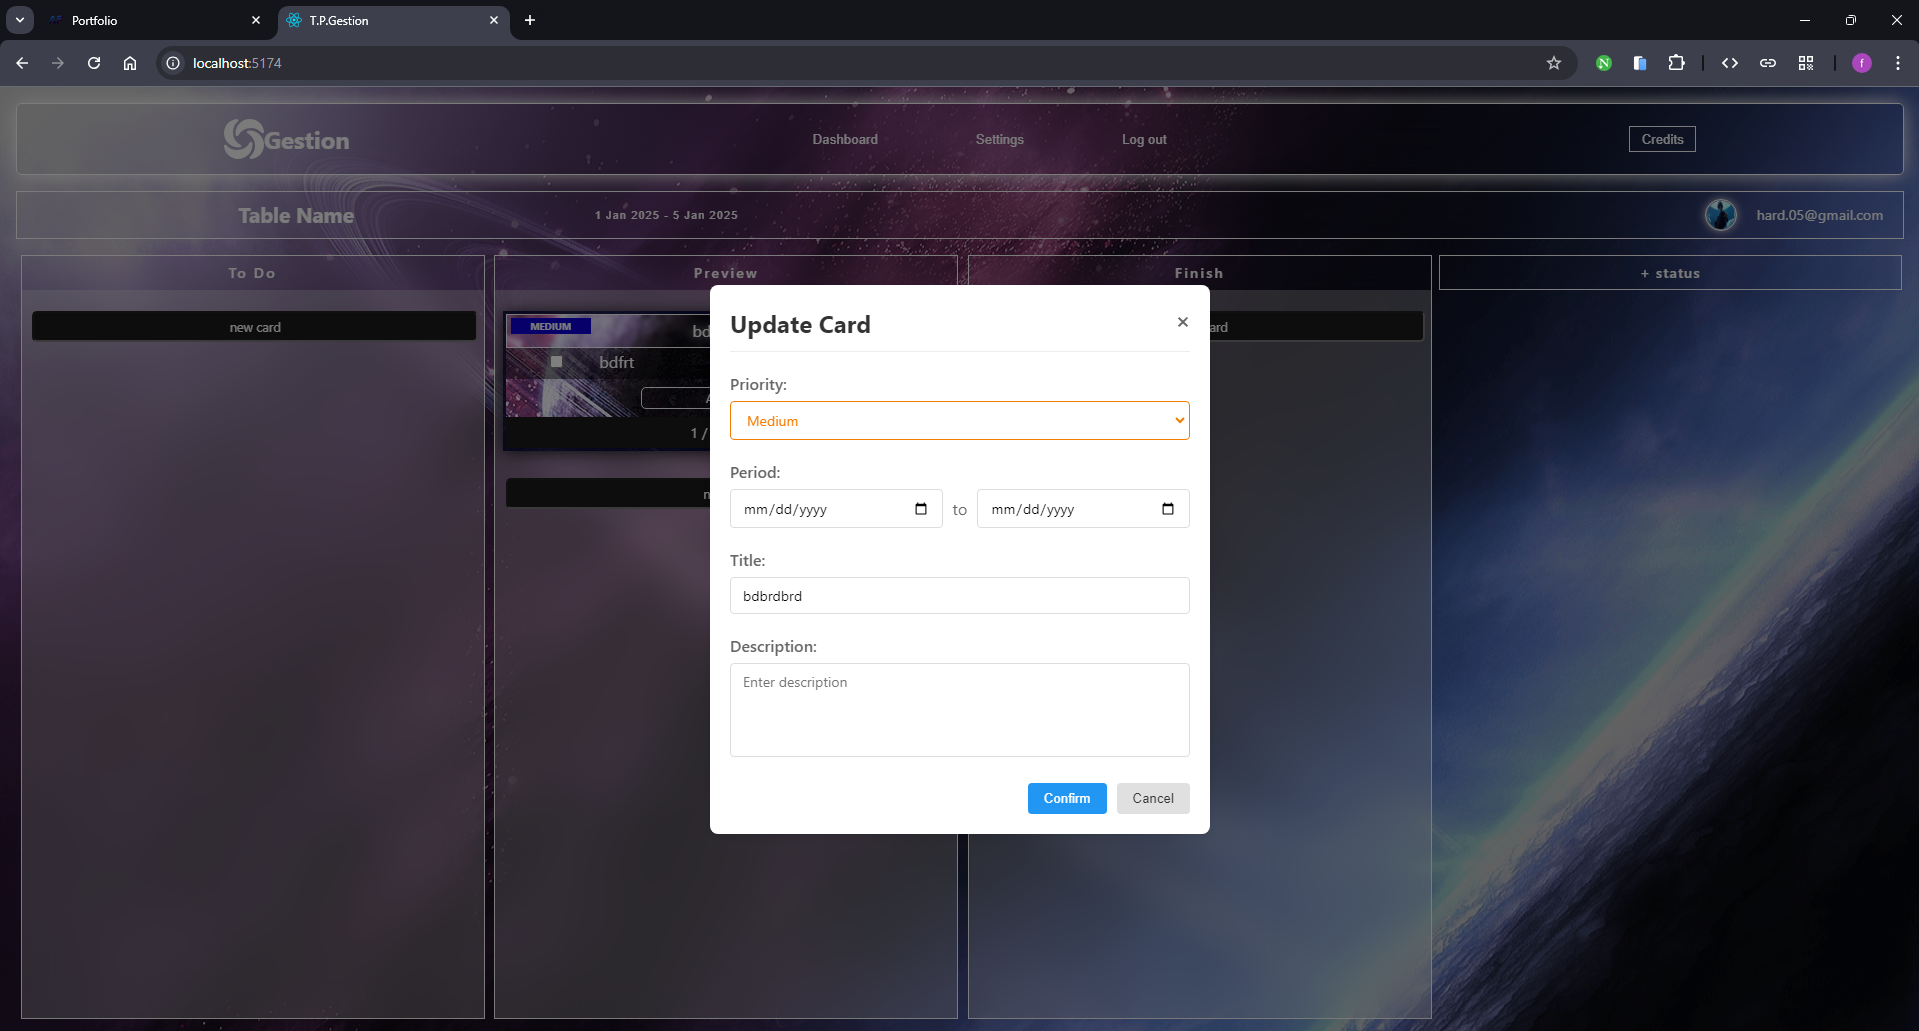 Portfolio
T.P.Gestion
localhost:5174
f
Gestion
Dashboard
Settings
Log out
Credits
Table Name
1 Jan 2025 - 5 Jan 2025
hard.05@gmail.com
To Do
Preview
Finish
+ status
new card
MEDIUM
bdfrt
1 /
Update Card
Priority:
Medium
Period:
mm/dd/yyyy to mm/dd/yyyy
Title:
bdbrdbrd
Description:
Enter description
Confirm
Cancel